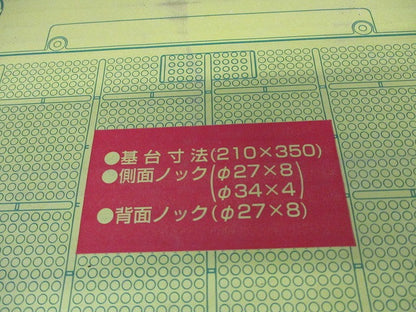 ●基台寸法(210×350)
●側面ノック(φ27×8
φ34×4)
●背面ノック(φ27×8)